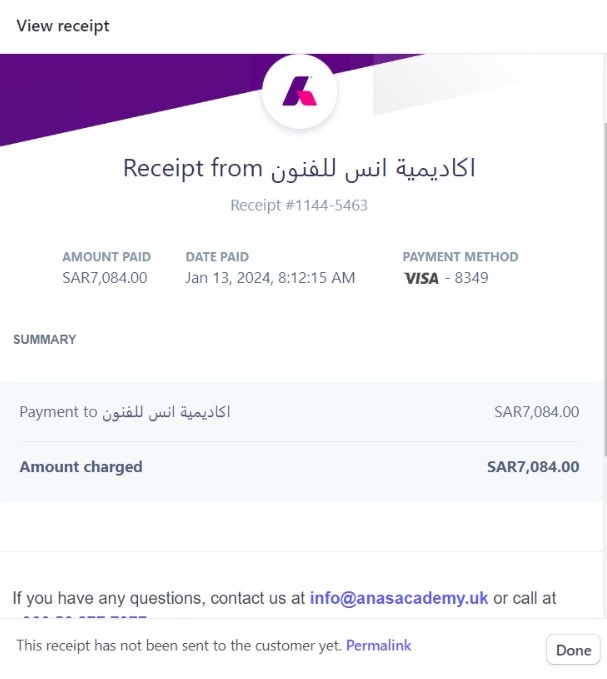 View receipt
Receipt from اكاديمية انس للفنون
Receipt #1144-5463
AMOUNT PAID DATE PAID PAYMENT METHOD
SAR7,084.00 Jan 13, 2024, 8:12:15 AM VISA - 8349
SUMMARY
Payment to اكاديمية انس للفنون SAR7,084.00
Amount charged SAR7,084.00
If you have any questions, contact us at info@anasacademy.uk or call at
This receipt has not been sent to the customer yet. Permalink
Done